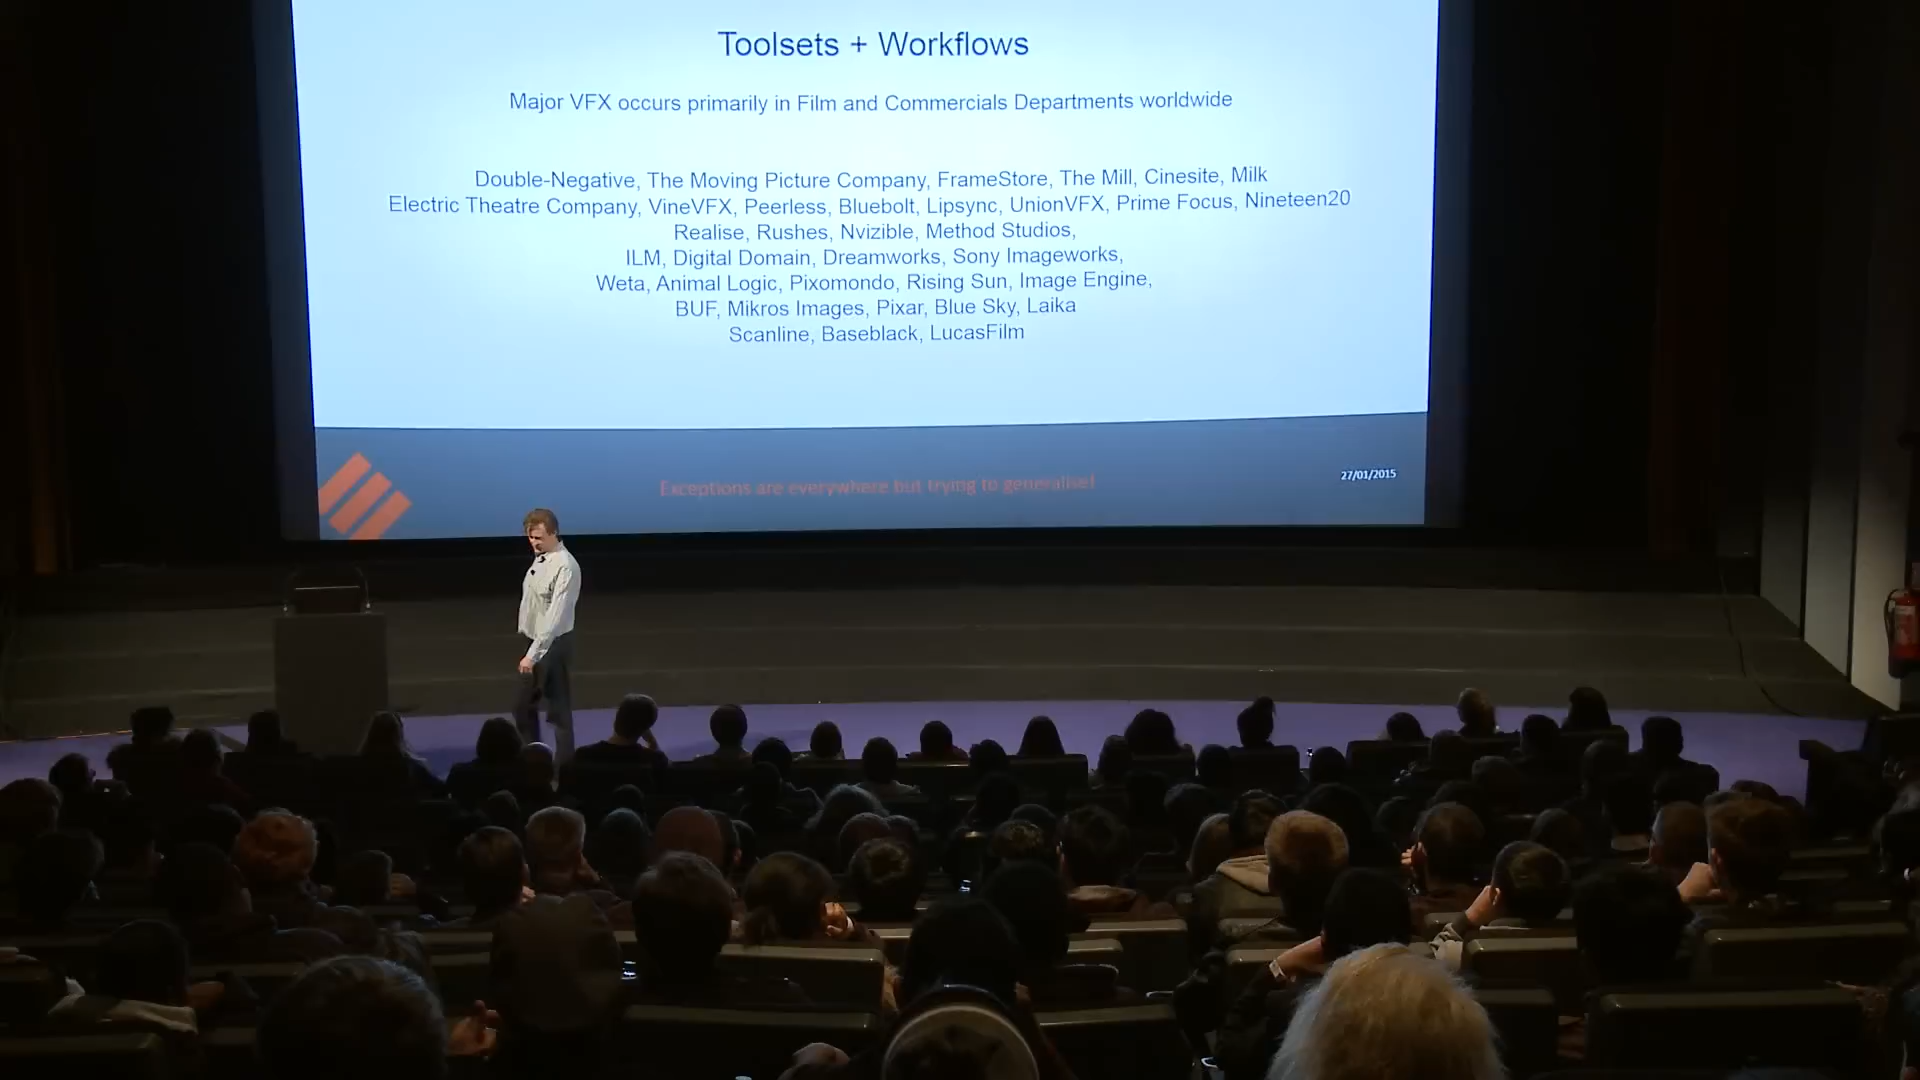 Toolsets + Workflows
Major VFX occurs primarily in Film and Commercials Departments worldwide
Double-Negative, The Moving Picture Company, FrameStore, The Mill, Cinesite, Milk
Electric Theatre Company, VineVFX, Peerless, Bluebolt, Lipsync, UnionVFX, Prime Focus, Nineteen20
Realise, Rushes, Nvizible, Method Studios,
ILM, Digital Domain, Dreamworks, Sony Imageworks,
Weta, Animal Logic, Pixomondo, Rising Sun, Image Engine,
BUF, Mikros Images, Pixar, Blue Sky, Laika
Scanline, Baseblack, LucasFilm
Exceptions are everywhere but trying to generalise!
27/01/2015